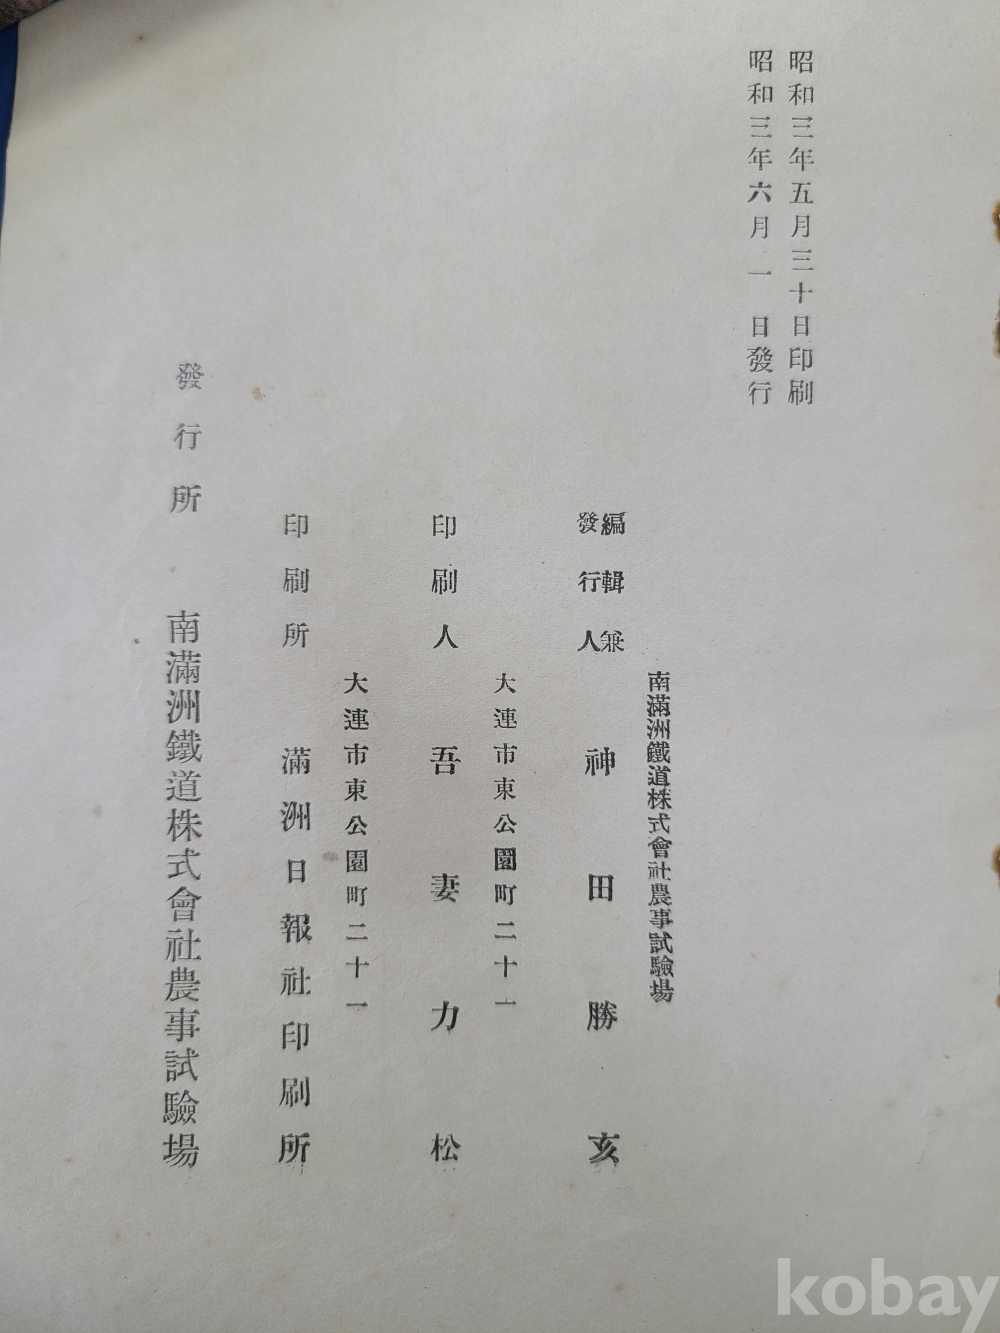 昭和三年五月三十日印刷
昭和三年六月一日發行
南滿洲鐵道株式會社農事試驗場
編輯兼
發行人
神田勝亥
大連市東公園町二十一
印刷人 吾妻力松
大連市東公園町二十一
印刷所 滿洲日報社印刷所
發行所 南滿洲鐵道株式會社農事試驗場
kobay